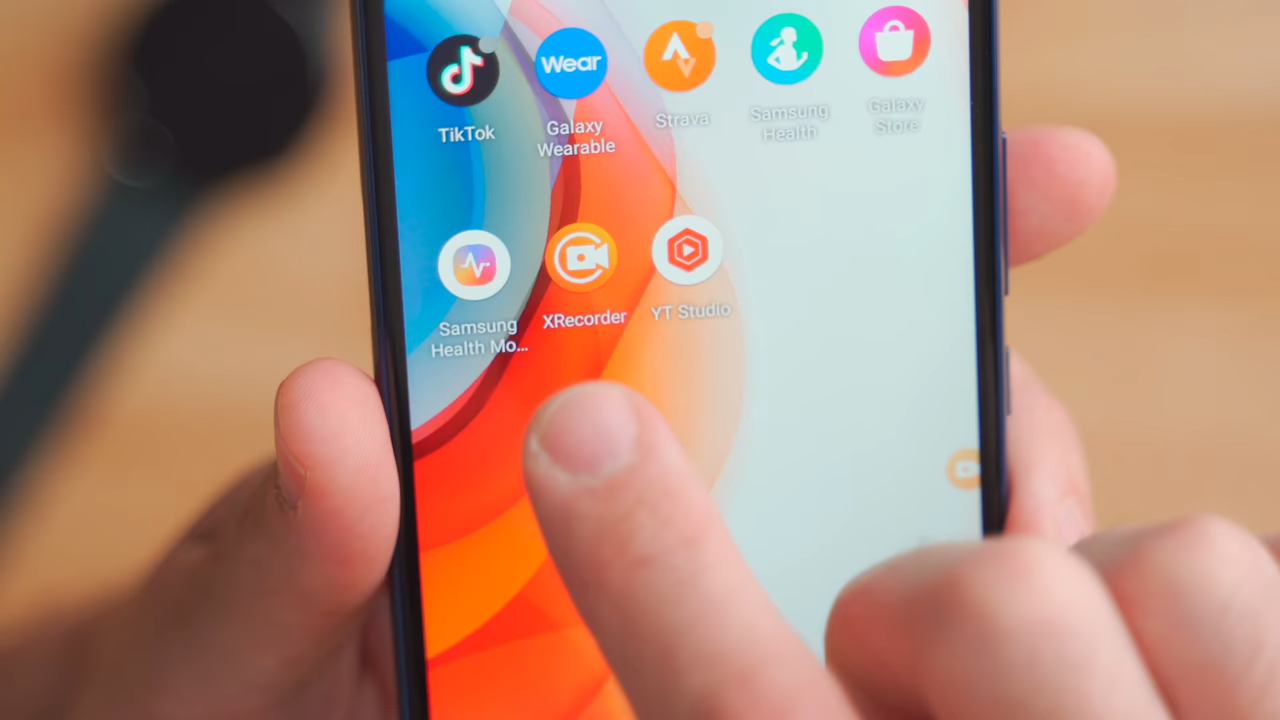 Wear
TikTok
Galaxy
Wearable
Strava
Samsung
Health
Galaxy
Store
Samsung
Health Mo...
XRecorder
YT Studio